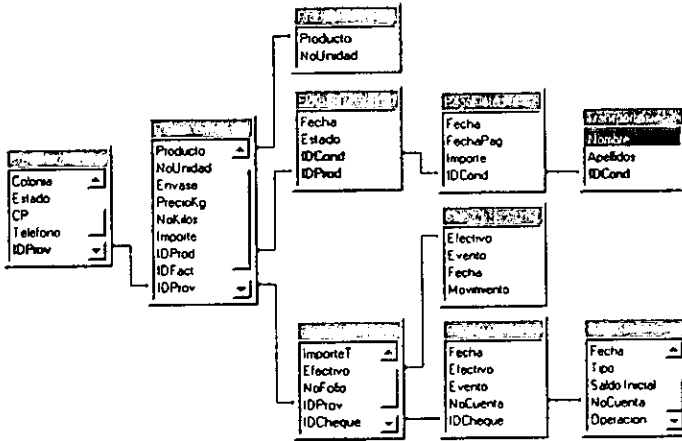 Producto
NoUnidad
Fecha
Estado
IDCond
IDProd
Fecha
FechaPag
Importe
IDCond
Nombre
Apellidos
IDCond
Colonia
Estado
CP
Telefono
IDProv
Producto
NoUnidad
Envase
PrecioKg
NoKilos
Importe
IDProd
IDFact
IDProv
Efectivo
Evento
Fecha
Movimiento
ImporteT
Efectivo
NoFolio
IDProv
IDCheque
Fecha
Efectivo
Evento
NoCuenta
IDCheque
Fecha
Tipo
Saldo Inicial
NoCuenta
Operacion